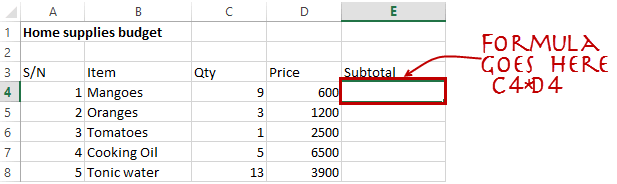 A B C D E
1 Home supplies budget
2
3 S/N Item Qty Price Subtotal
4 1 Mangoes 9 600
5 2 Oranges 3 1200
6 3 Tomatoes 1 2500
7 4 Cooking Oil 5 6500
8 5 Tonic water 13 3900
FORMULA
GOES HERE
C4*D4